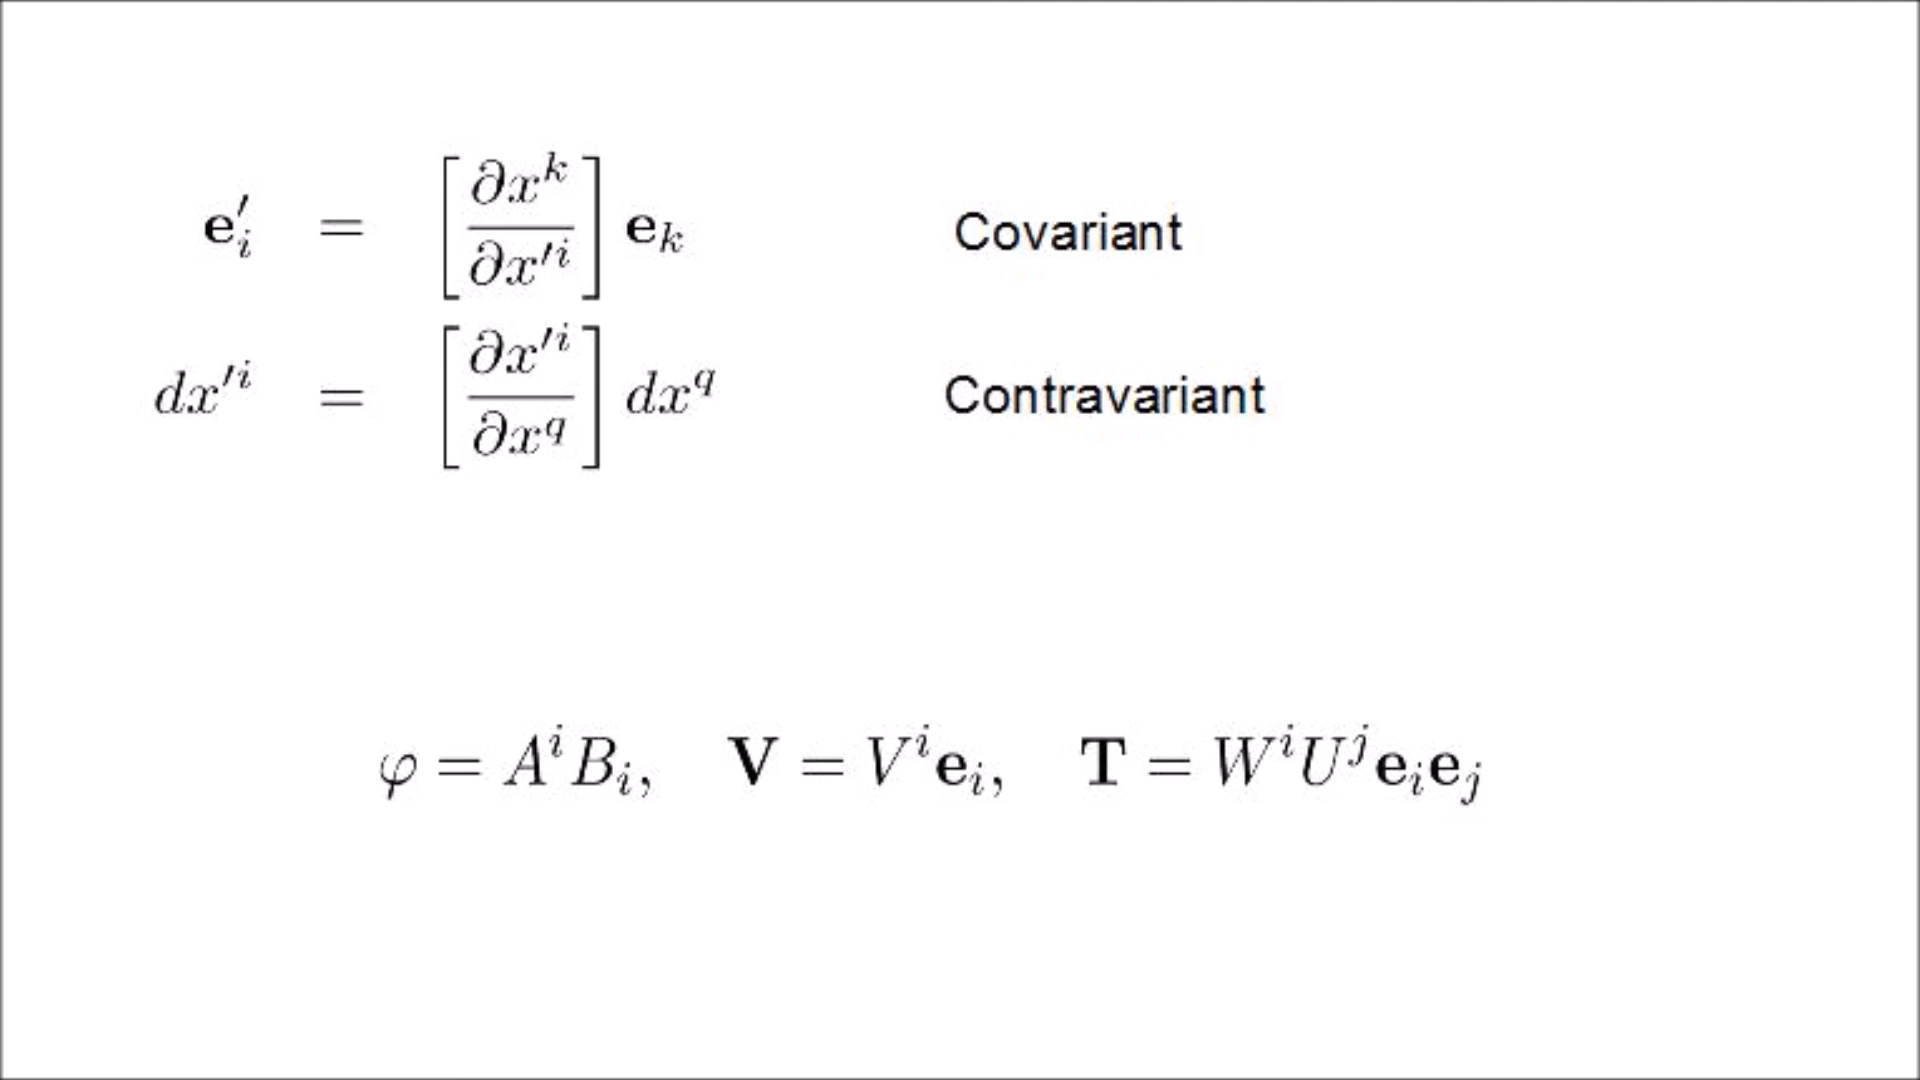 𝐞′ᵢ = [∂xᵏ/∂x′ⁱ] 𝐞ₖ Covariant
dx′ⁱ = [∂x′ⁱ/∂x^q] dx^q Contravariant
φ = AⁱBᵢ, 𝐕 = Vⁱ𝐞ᵢ, 𝐓 = WⁱUʲ𝐞ᵢ𝐞ⱼ